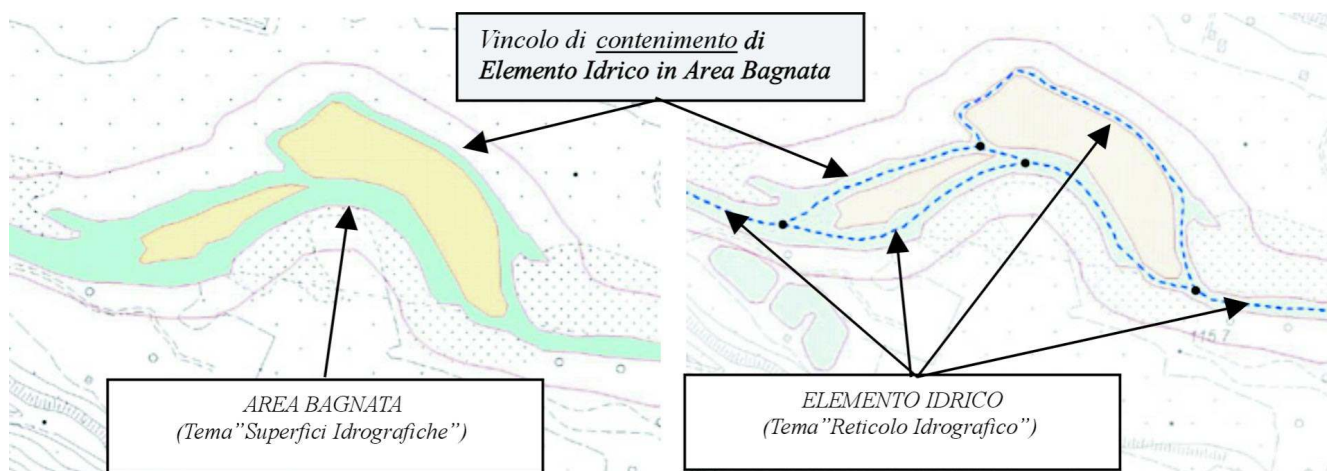 Vincolo di contenimento di
Elemento Idrico in Area Bagnata
115.7
AREA BAGNATA
(Tema"Superfici Idrografiche")
ELEMENTO IDRICO
(Tema"Reticolo Idrografico")